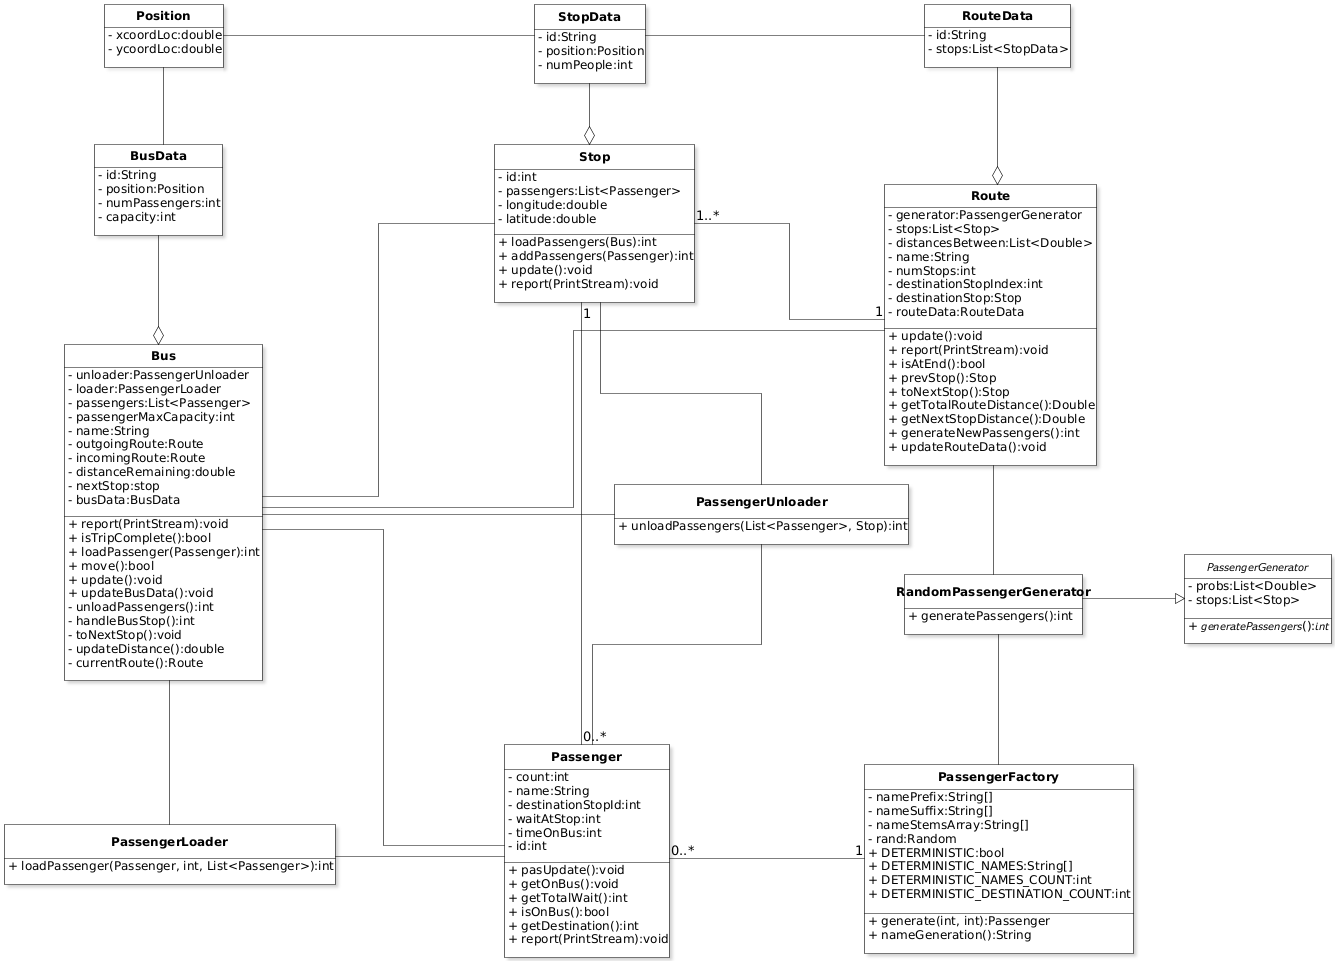 Position
- xcoordLoc:double
- ycoordLoc:double
StopData
- id:String
- position:Position
- numPeople:int
RouteData
- id:String
- stops:List<StopData>
BusData
- id:String
- position:Position
- numPassengers:int
- capacity:int
Stop
- id:int
- passengers:List<Passenger>
- longitude:double
- latitude:double
+ loadPassengers(Bus):int
+ addPassengers(Passenger):int
+ update():void
+ report(PrintStream):void
1..*
1
1
Route
- generator:PassengerGenerator
- stops:List<Stop>
- distancesBetween:List<Double>
- name:String
- numStops:int
- destinationStopIndex:int
- destinationStop:Stop
- routeData:RouteData
+ update():void
+ report(PrintStream):void
+ isAtEnd():bool
+ prevStop():Stop
+ toNextStop():Stop
+ getTotalRouteDistance():Double
+ getNextStopDistance():Double
+ generateNewPassengers():int
+ updateRouteData():void
Bus
- unloader:PassengerUnloader
- loader:PassengerLoader
- passengers:List<Passenger>
- passengerMaxCapacity:int
- name:String
- outgoingRoute:Route
- incomingRoute:Route
- distanceRemaining:double
- nextStop:stop
- busData:BusData
+ report(PrintStream):void
+ isTripComplete():bool
+ loadPassenger(Passenger):int
+ move():bool
+ update():void
+ updateBusData():void
- unloadPassengers():int
- handleBusStop():int
- toNextStop():void
- updateDistance():double
- currentRoute():Route
PassengerUnloader
+ unloadPassengers(List<Passenger>, Stop):int
RandomPassengerGenerator
+ generatePassengers():int
PassengerGenerator
- probs:List<Double>
- stops:List<Stop>
+ generatePassengers():int
PassengerLoader
+ loadPassenger(Passenger, int, List<Passenger>):int
0..*
Passenger
- count:int
- name:String
- destinationStopId:int
- waitAtStop:int
- timeOnBus:int
- id:int
+ pasUpdate():void
+ getOnBus():void
+ getTotalWait():int
+ isOnBus():bool
+ getDestination():int
+ report(PrintStream):void
0..*
1
PassengerFactory
- namePrefix:String[]
- nameSuffix:String[]
- nameStemsArray:String[]
- rand:Random
+ DETERMINISTIC:bool
+ DETERMINISTIC_NAMES:String[]
+ DETERMINISTIC_NAMES_COUNT:int
+ DETERMINISTIC_DESTINATION_COUNT:int
+ generate(int, int):Passenger
+ nameGeneration():String